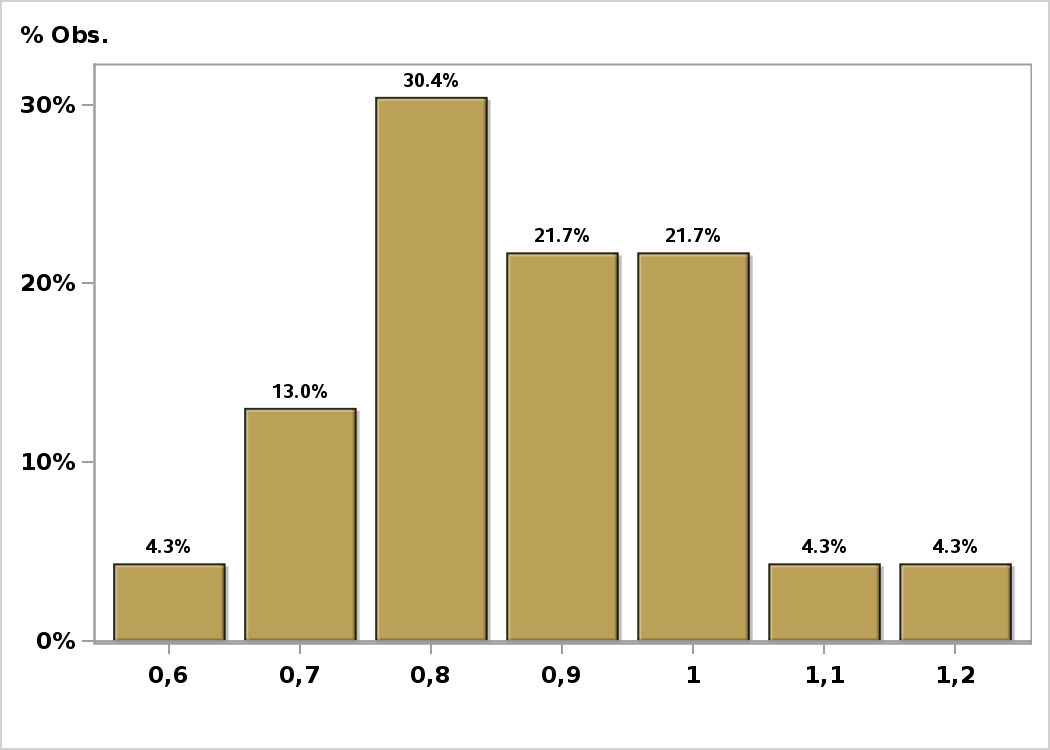 % Obs.
30.4%
30%
21.7% 21.7%
20%
13.0%
10%
4.3% 4.3% 4.3%
0%
0,6 0,7 0,8 0,9 1 1,1 1,2